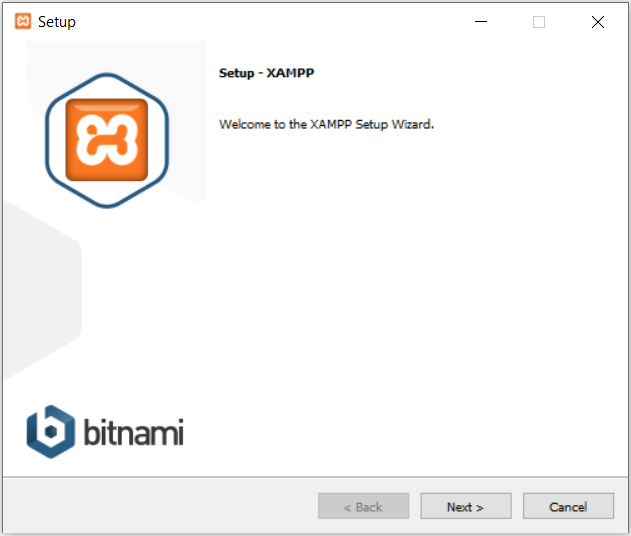 Setup
Setup - XAMPP
Welcome to the XAMPP Setup Wizard.
bitnami
< Back
Next >
Cancel